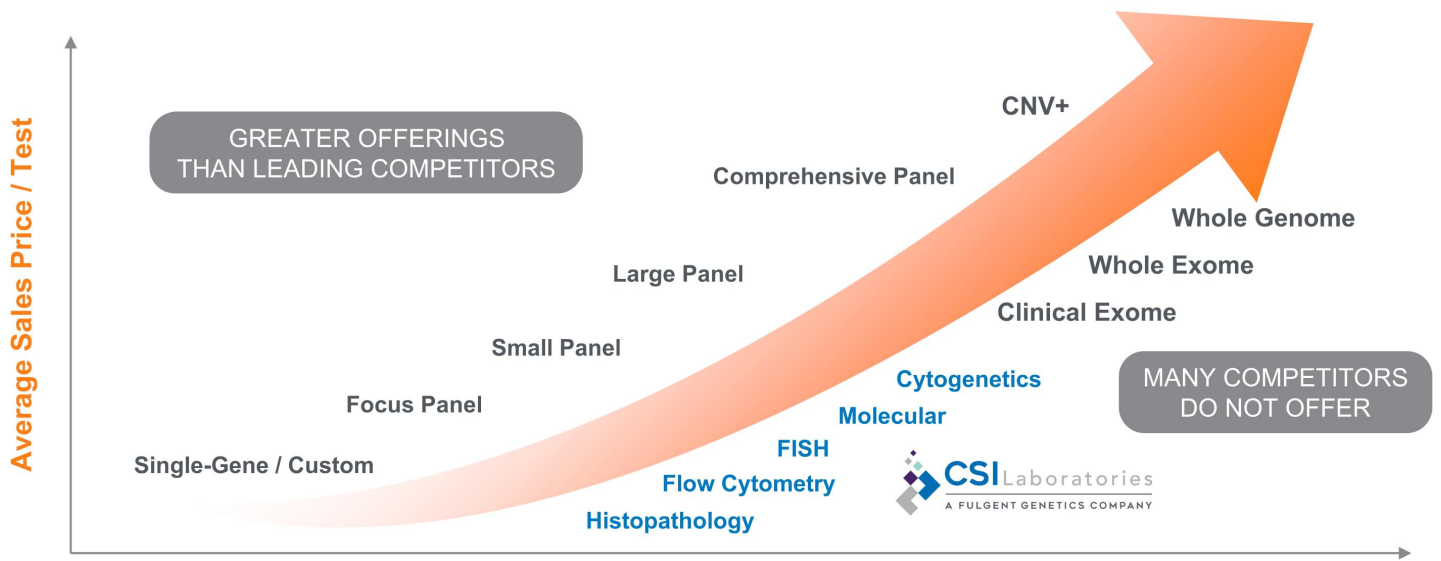 Average Sales Price / Test
GREATER OFFERINGS
THAN LEADING COMPETITORS
CNV+
Comprehensive Panel
Large Panel
Small Panel
Focus Panel
Single-Gene / Custom
Whole Genome
Whole Exome
Clinical Exome
Cytogenetics
Molecular
FISH
Flow Cytometry
Histopathology
MANY COMPETITORS
DO NOT OFFER
CSI Laboratories
A FULGENT GENETICS COMPANY